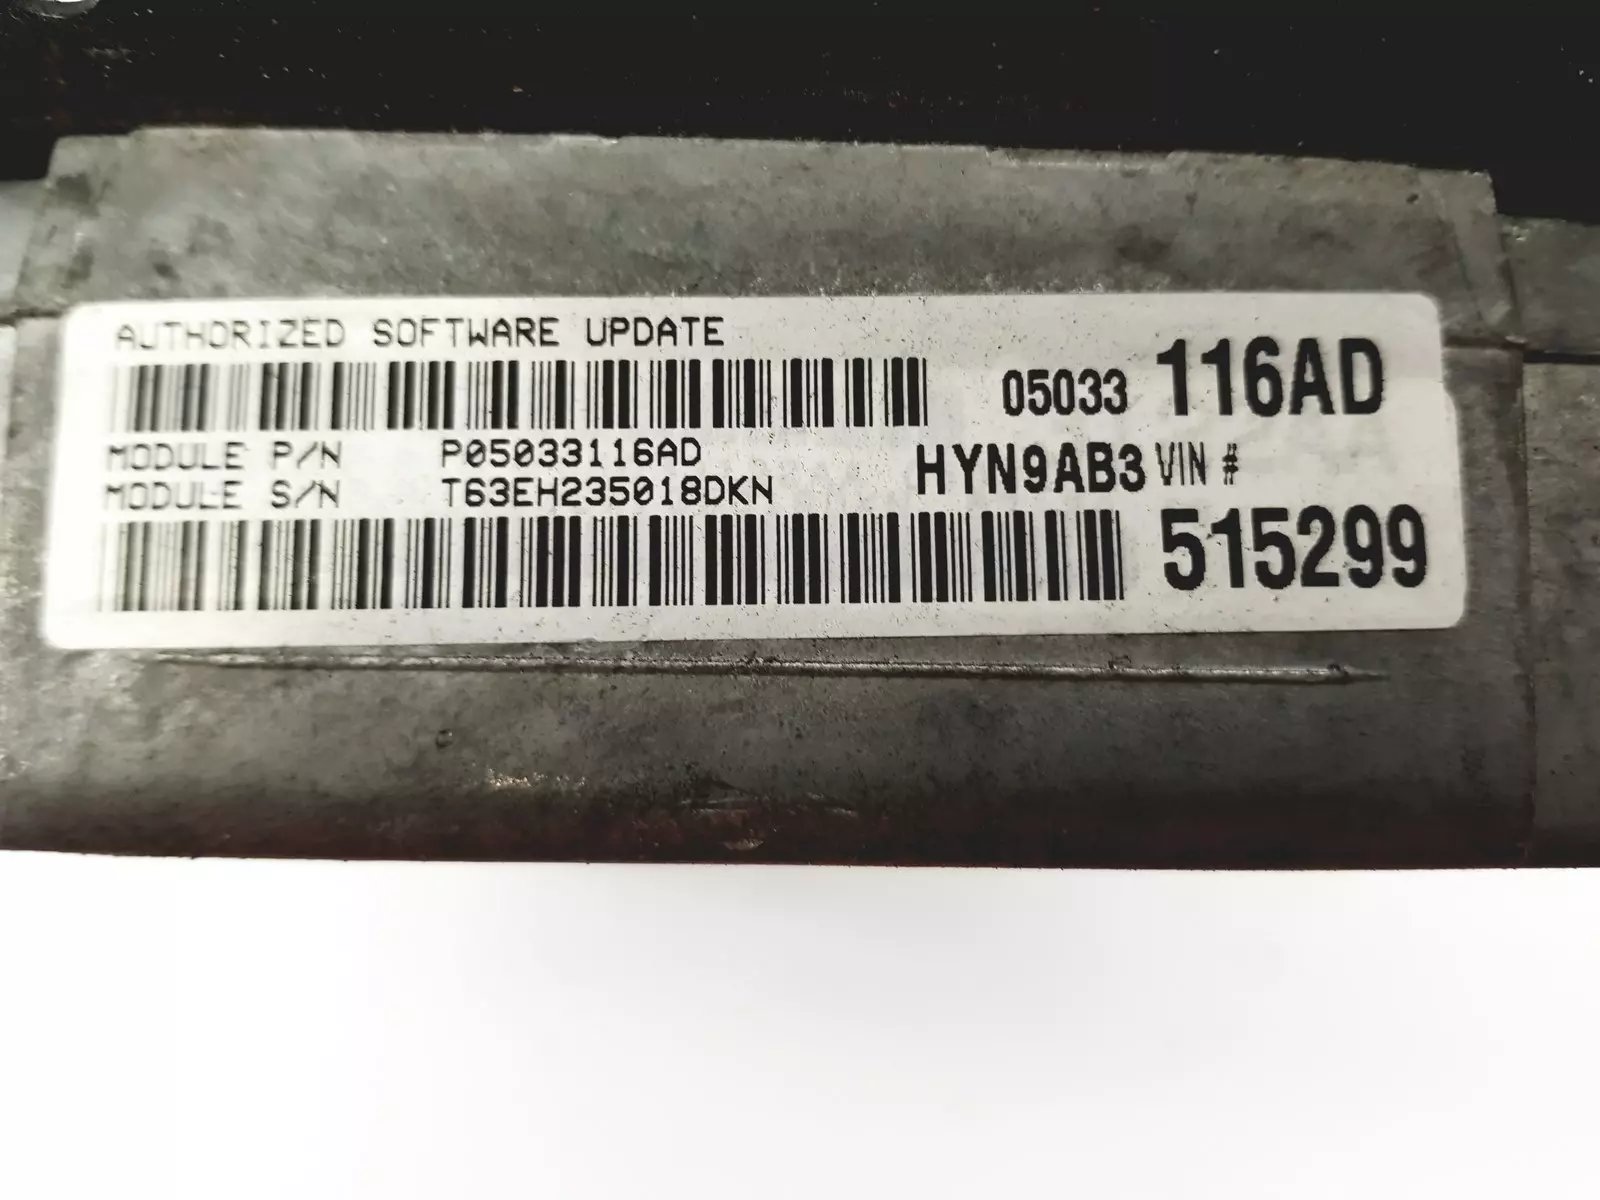 AUTHORIZED SOFTWARE UPDATE
05033 116AD
MODULE P/N P05033116AD
HYN9AB3 VIN #
MODULE S/N T63EH235018DKN
515299